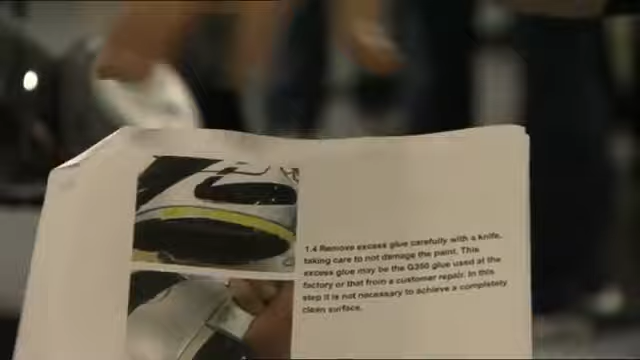 1.4 Remove excess glue carefully with a knife,
taking care to not damage the paint. This
excess glue may be the G350 glue used at the
factory or that from a customer repair. In this
step it is not necessary to achieve a completely
clean surface.